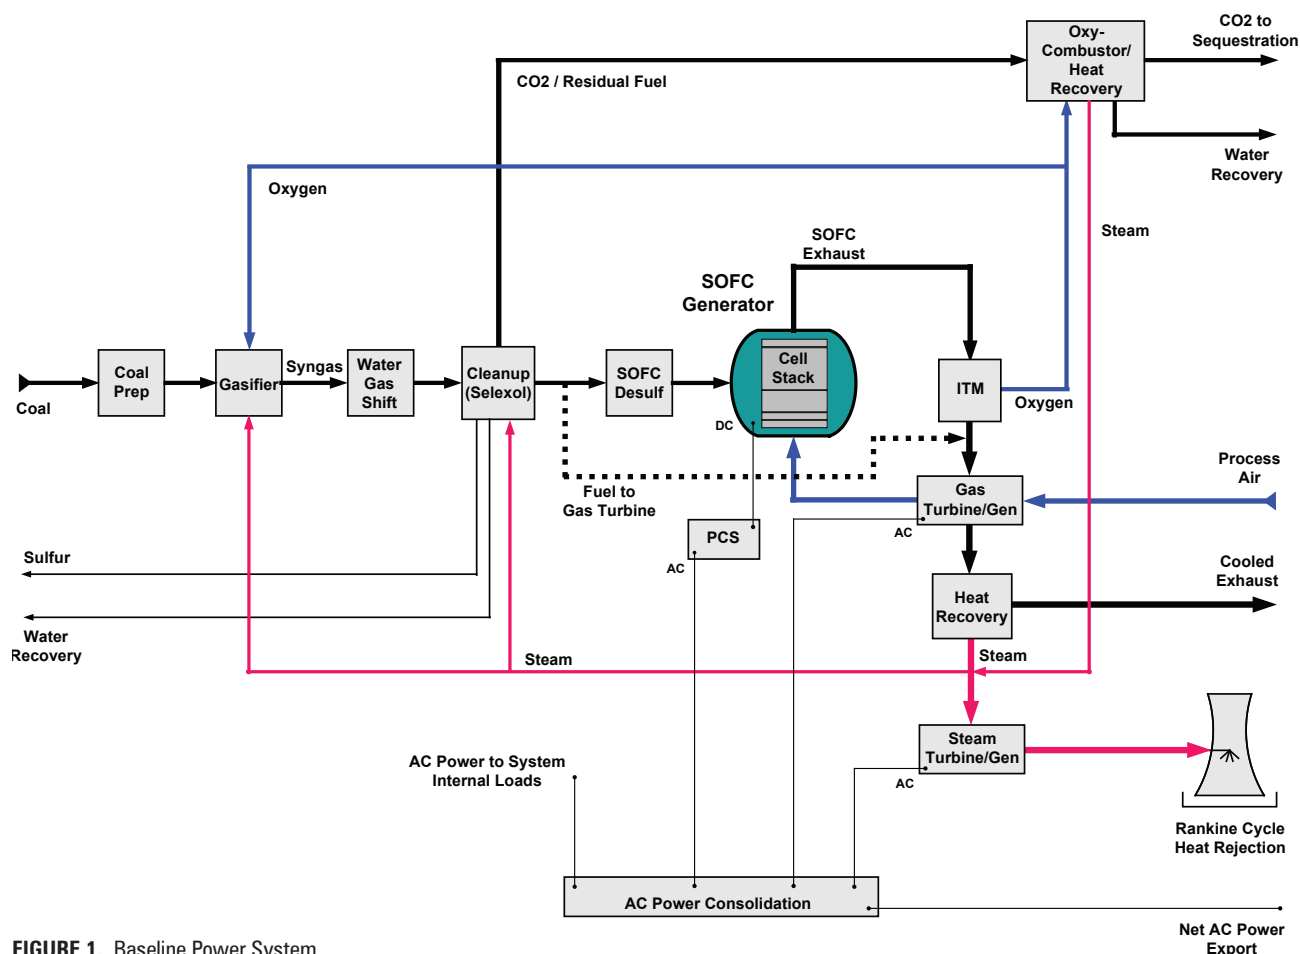 CO2 to
Sequestration
Oxy-
Combustor/
Heat
Recovery
CO2 / Residual Fuel
Water
Recovery
Oxygen
Steam
SOFC
Exhaust
SOFC
Generator
Coal
Coal
Prep
Gasifier
Syngas
Water
Gas
Shift
Cleanup
(Selexol)
SOFC
Desulf
Cell
Stack
ITM
Oxygen
DC
Fuel to
Gas Turbine
Process
Air
Gas
Turbine/Gen
AC
PCS
AC
Sulfur
Cooled
Exhaust
Heat
Recovery
Water
Recovery
Steam
Steam
Steam
Turbine/Gen
AC
AC Power to System
Internal Loads
Rankine Cycle
Heat Rejection
AC Power Consolidation
Net AC Power
Export
FIGURE 1. Baseline Power System